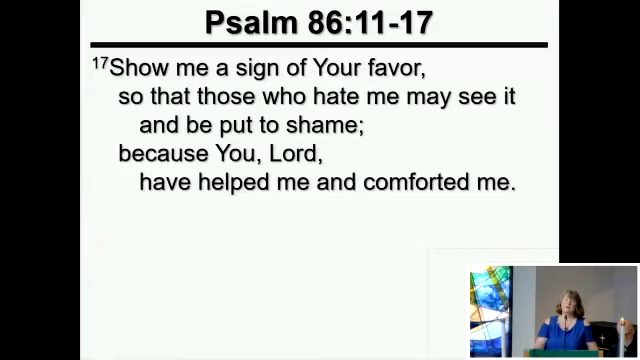 Psalm 86:11-17
17Show me a sign of Your favor,
so that those who hate me may see it
and be put to shame;
because You, Lord,
have helped me and comforted me.